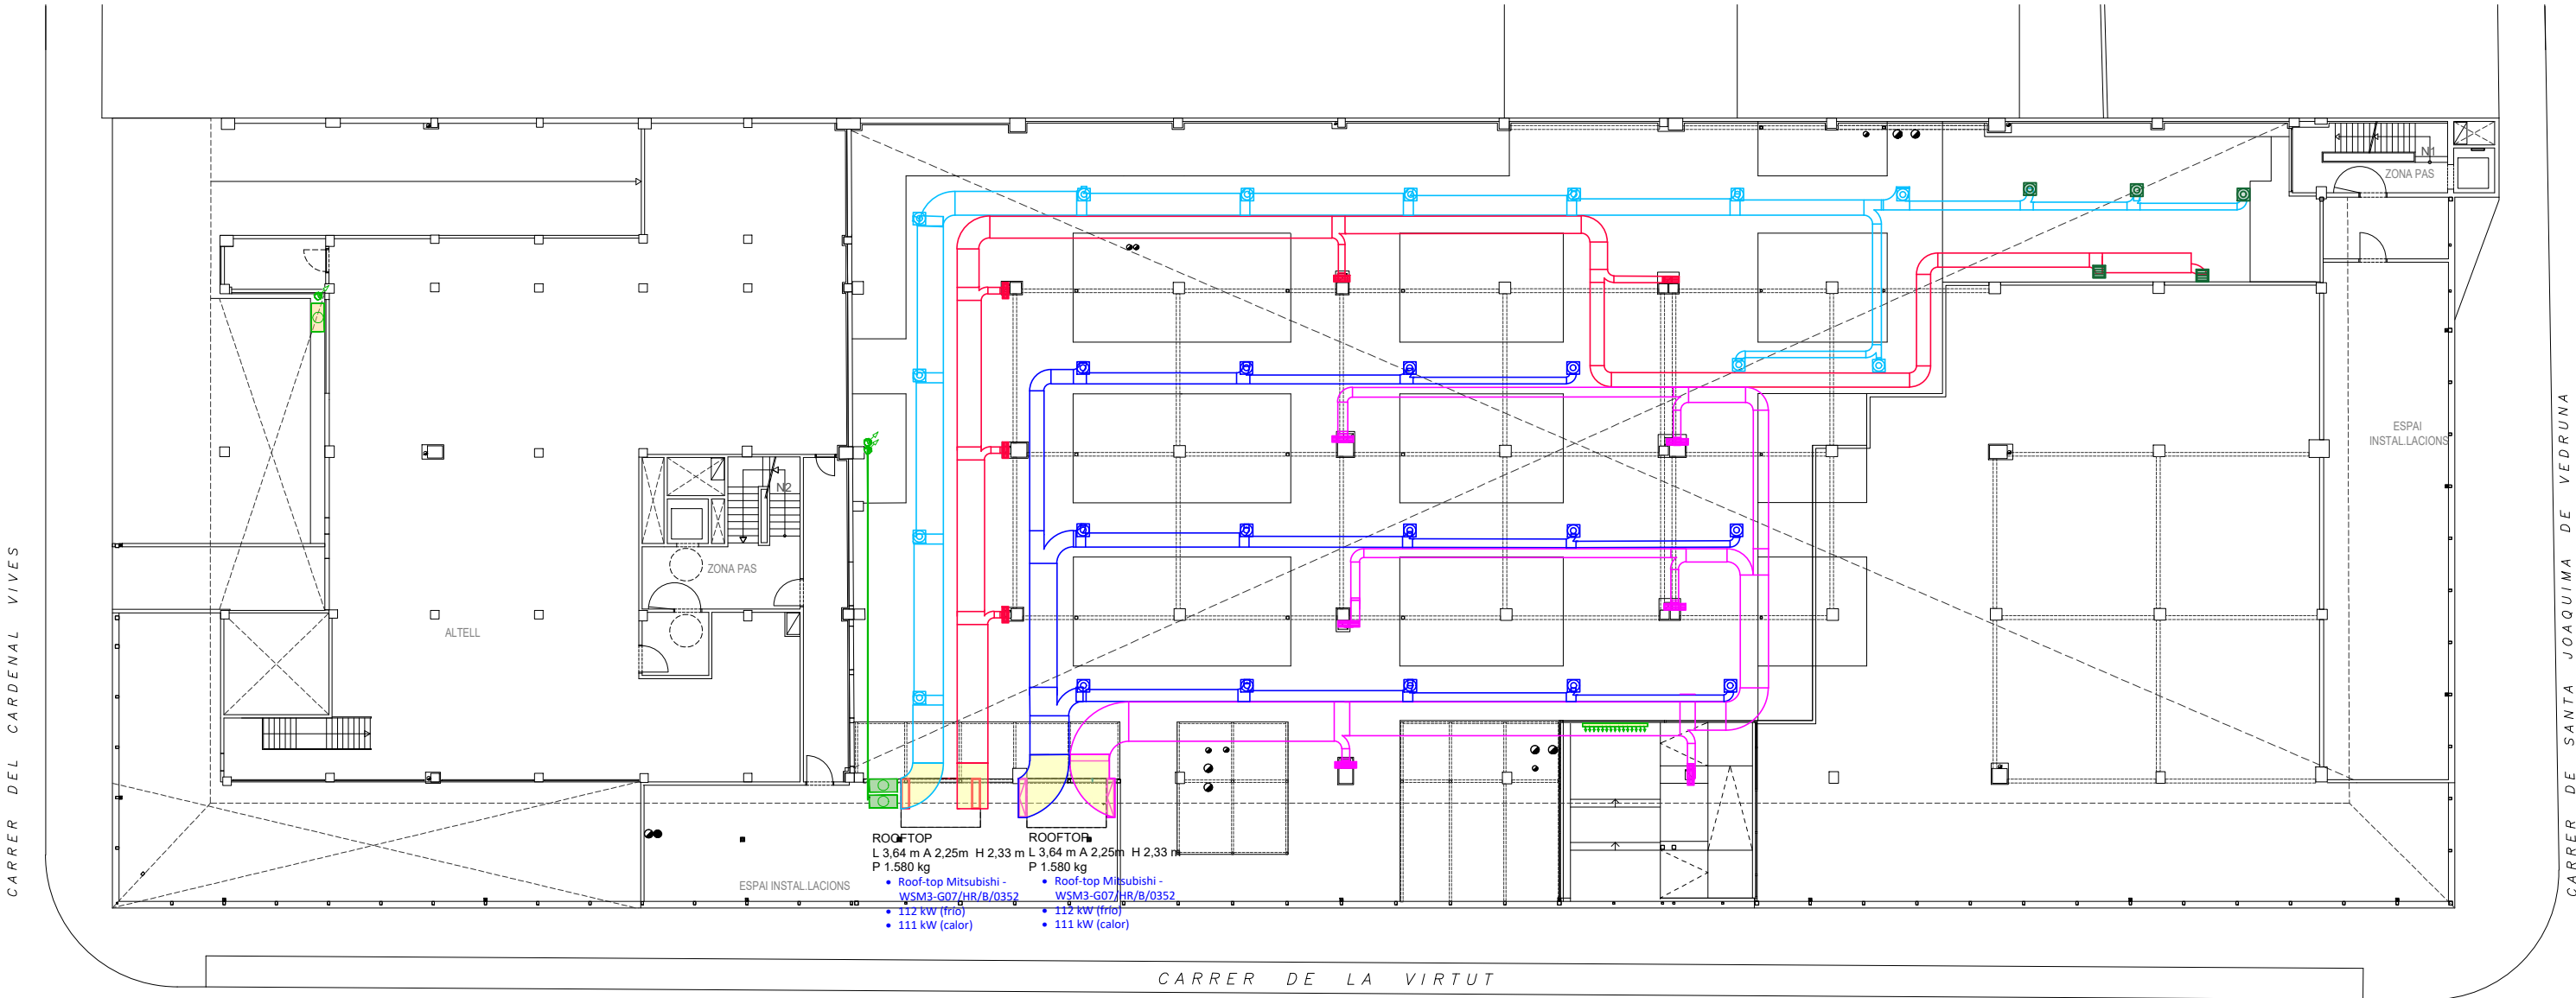 N1
ZONA PAS
ESPAI
INSTAL.LACIONS
N2
ZONA PAS
ALTELL
ROOFTOP
L 3,64 m A 2,25m H 2,33 m
P 1.580 kg
• Roof-top Mitsubishi -
WSM3-G07/HR/B/0352
• 112 kW (frío)
• 111 kW (calor)
ROOFTOP
L 3,64 m A 2,25m H 2,33 m
P 1.580 kg
• Roof-top Mitsubishi -
WSM3-G07/HR/B/0352
• 112 kW (frío)
• 111 kW (calor)
ESPAI INSTAL.LACIONS
CARRER DEL CARDENAL VIVES
CARRER DE LA VIRTUT
CARRER DE SANTA JOAQUIMA DE VEDRUNA